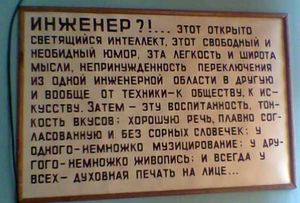 ИНЖЕНЕР?!... ЭТОТ ОТКРЫТО
СВЕТЯЩИЙСЯ ИНТЕЛЛЕКТ, ЭТОТ СВОБОДНЫЙ И
НЕОБИДНЫЙ ЮМОР, ЭТА ЛЕГКОСТЬ И ШИРОТА
МЫСЛИ, НЕПРИНУЖДЕННОСТЬ ПЕРЕКЛЮЧЕНИЯ
ИЗ ОДНОЙ ИНЖЕНЕРНОЙ ОБЛАСТИ В ДРУГУЮ
И ВООБЩЕ ОТ ТЕХНИКИ-К ОБЩЕСТВУ, К ИС-
КУССТВУ. ЗАТЕМ - ЭТУ ВОСПИТАННОСТЬ, ТОН-
КОСТЬ ВКУСОВ: ХОРОШУЮ РЕЧЬ, ПЛАВНО СОГ-
ЛАСОВАННУЮ И БЕЗ СОРНЫХ СЛОВЕЧЕК; У
ОДНОГО-НЕМНОЖКО МУЗИЦИРОВАНИЕ; У ДРУ-
ГОГО-НЕМНОЖКО ЖИВОПИСЬ; И ВСЕГДА У
ВСЕХ- ДУХОВНАЯ ПЕЧАТЬ НА ЛИЦЕ...